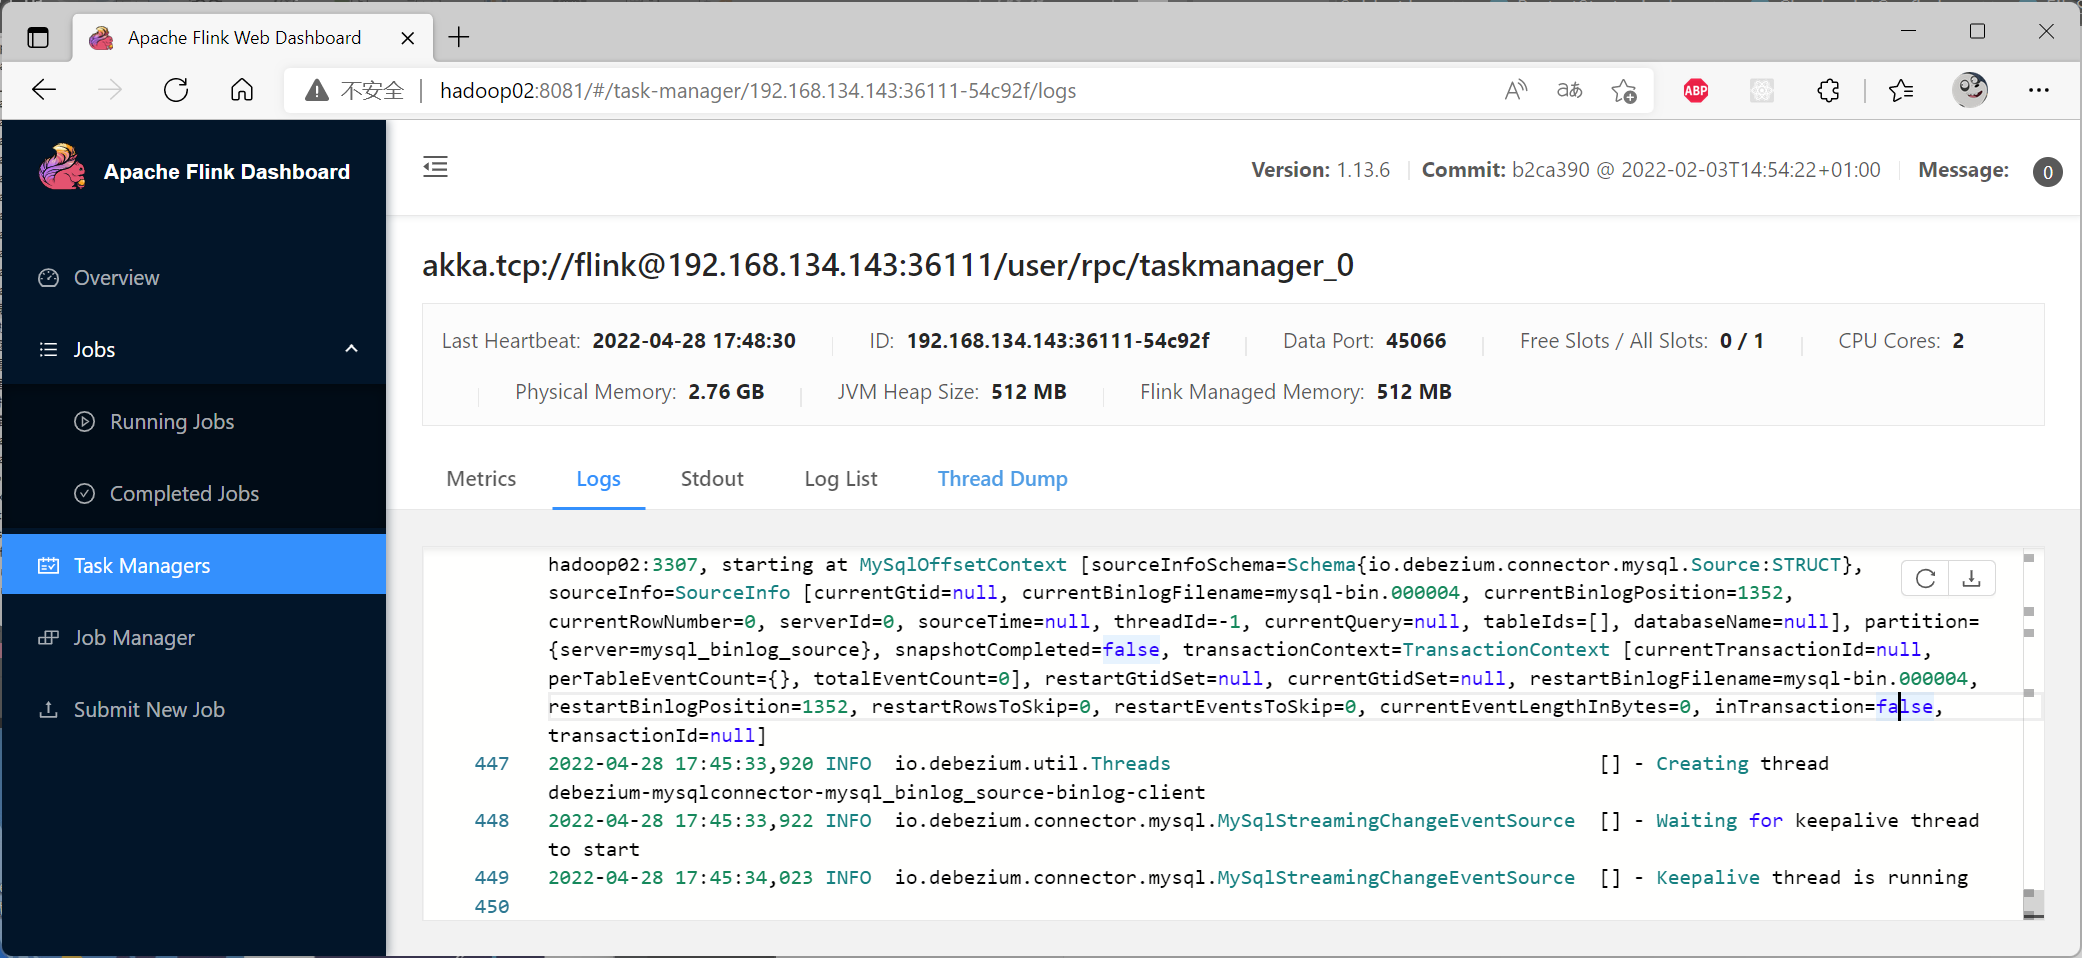 Apache Flink Web Dashboard
不安全 hadoop02:8081/#/task-manager/192.168.134.143:36111-54c92f/logs
A
aあ
ABP
Apache Flink Dashboard
Version: 1.13.6 Commit: b2ca390 @ 2022-02-03T14:54:22+01:00 Message: 0
Overview
Jobs
Running Jobs
Completed Jobs
Task Managers
Job Manager
Submit New Job
akka.tcp://flink@192.168.134.143:36111/user/rpc/taskmanager_0
Last Heartbeat: 2022-04-28 17:48:30 ID: 192.168.134.143:36111-54c92f Data Port: 45066 Free Slots / All Slots: 0 / 1 CPU Cores: 2
Physical Memory: 2.76 GB JVM Heap Size: 512 MB Flink Managed Memory: 512 MB
Metrics Logs Stdout Log List Thread Dump
hadoop02:3307, starting at MySqlOffsetContext [sourceInfoSchema=Schema{io.debezium.connector.mysql.Source:STRUCT},
sourceInfo=SourceInfo [currentGtid=null, currentBinlogFilename=mysql-bin.000004, currentBinlogPosition=1352,
currentRowNumber=0, serverId=0, sourceTime=null, threadId=-1, currentQuery=null, tableIds=[], databaseName=null], partition=
{server=mysql_binlog_source}, snapshotCompleted=false, transactionContext=TransactionContext [currentTransactionId=null,
perTableEventCount={}, totalEventCount=0], restartGtidSet=null, currentGtidSet=null, restartBinlogFilename=mysql-bin.000004,
restartBinlogPosition=1352, restartRowsToSkip=0, restartEventsToSkip=0, currentEventLengthInBytes=0, inTransaction=false,
transactionId=null]
447 2022-04-28 17:45:33,920 INFO io.debezium.util.Threads [] - Creating thread
debezium-mysqlconnector-mysql_binlog_source-binlog-client
448 2022-04-28 17:45:33,922 INFO io.debezium.connector.mysql.MySqlStreamingChangeEventSource [] - Waiting for keepalive thread
to start
449 2022-04-28 17:45:34,023 INFO io.debezium.connector.mysql.MySqlStreamingChangeEventSource [] - Keepalive thread is running
450